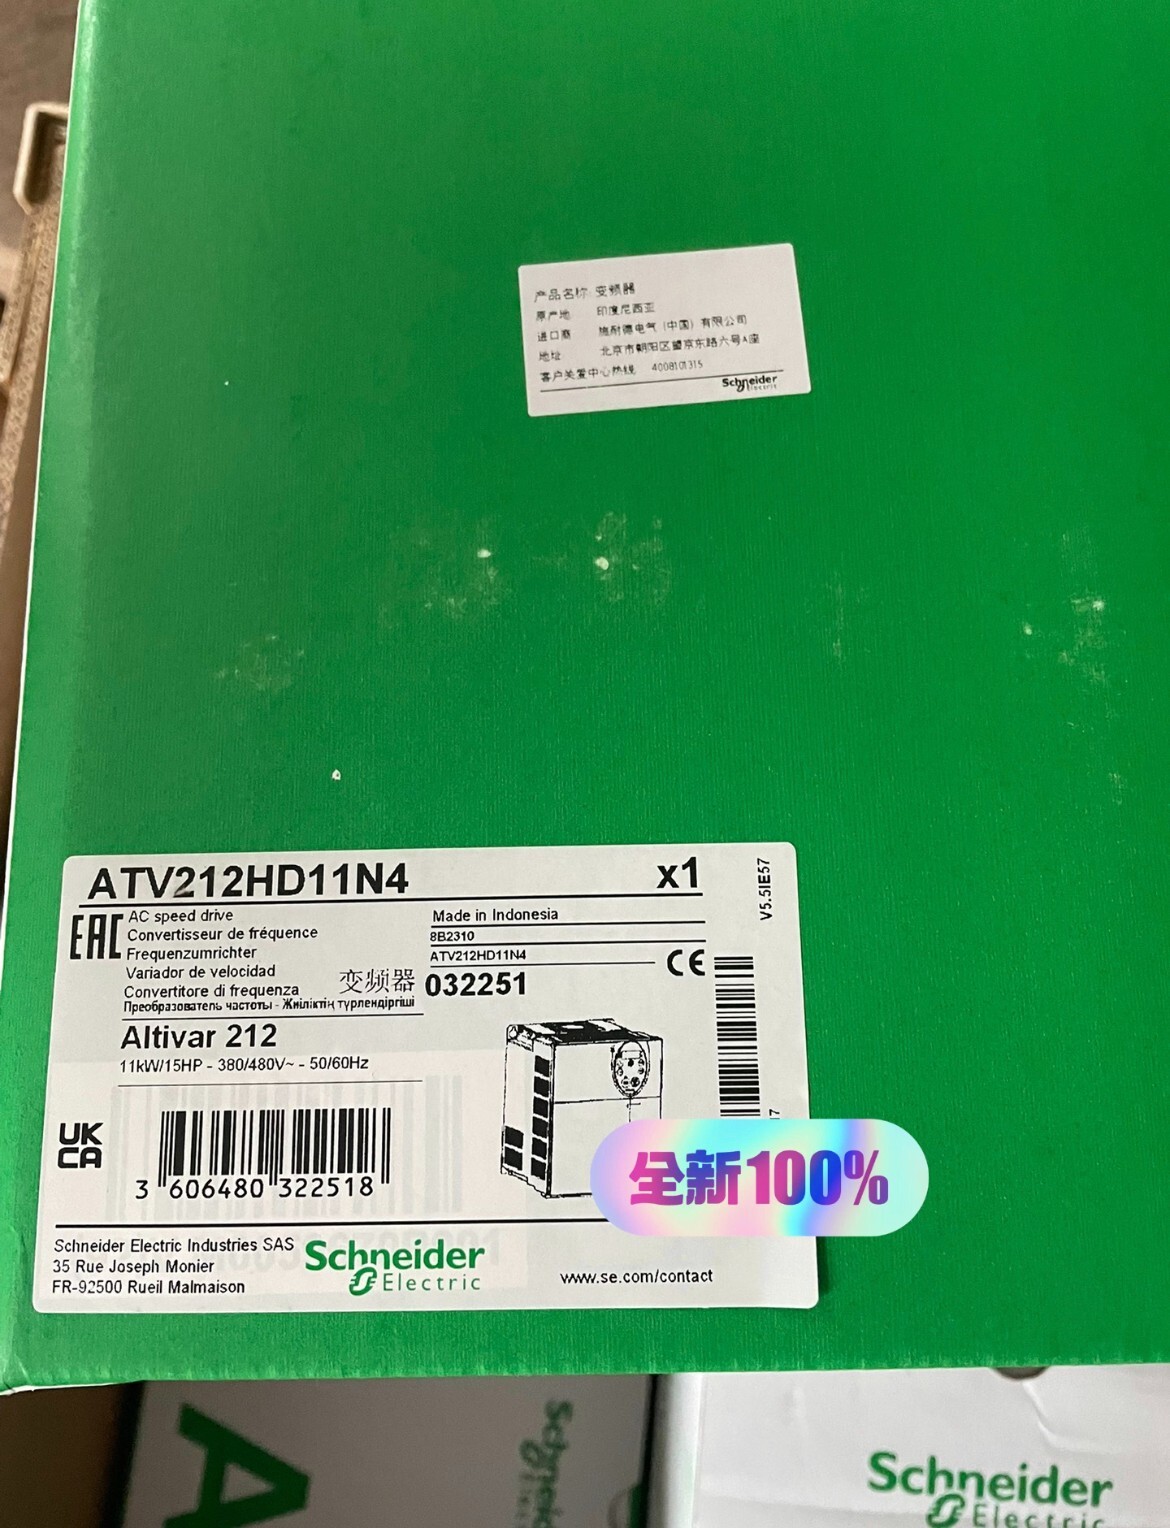 产品名称 变频器
原产地 印度尼西亚
进口商 施耐德电气（中国）有限公司
地址 北京市朝阳区望京东路六号A座
客户关爱中心热线 4008101315
Schneider
Electric
ATV212HD11N4 x1
V5.5IE57
EAC
AC speed drive
Convertisseur de fréquence
Frequenzumrichter
Variador de velocidad
Convertitore di frequenza 变频器
Преобразователь частоты - Жиіліктің түрлендіргіші
Made in Indonesia
8B2310
ATV212HD11N4
CE
032251
Altivar 212
11kW/15HP - 380/480V~ - 50/60Hz
UK
CA
3 606480 322518
全新100%
Schneider Electric Industries SAS
35 Rue Joseph Monier
FR-92500 Rueil Malmaison
Schneider
Electric
www.se.com/contact
AT
Schneider
Schneider
Electric